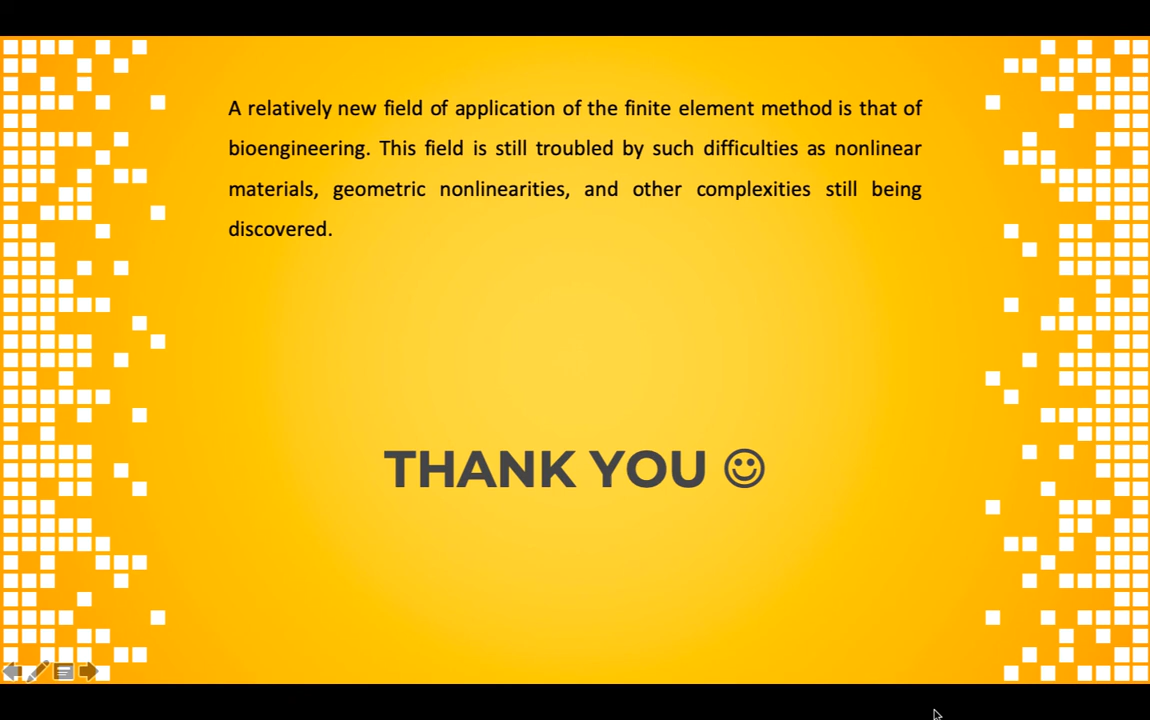 A relatively new field of application of the finite element method is that of
bioengineering. This field is still troubled by such difficulties as nonlinear
materials, geometric nonlinearities, and other complexities still being
discovered.
THANK YOU ☺